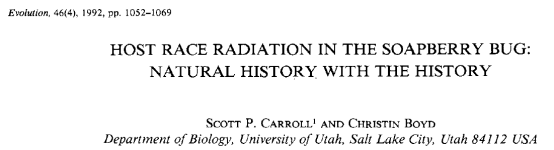 Evolution, 46(4), 1992, pp. 1052–1069
HOST RACE RADIATION IN THE SOAPBERRY BUG:
NATURAL HISTORY WITH THE HISTORY
SCOTT P. CARROLL¹ AND CHRISTIN BOYD
Department of Biology, University of Utah, Salt Lake City, Utah 84112 USA